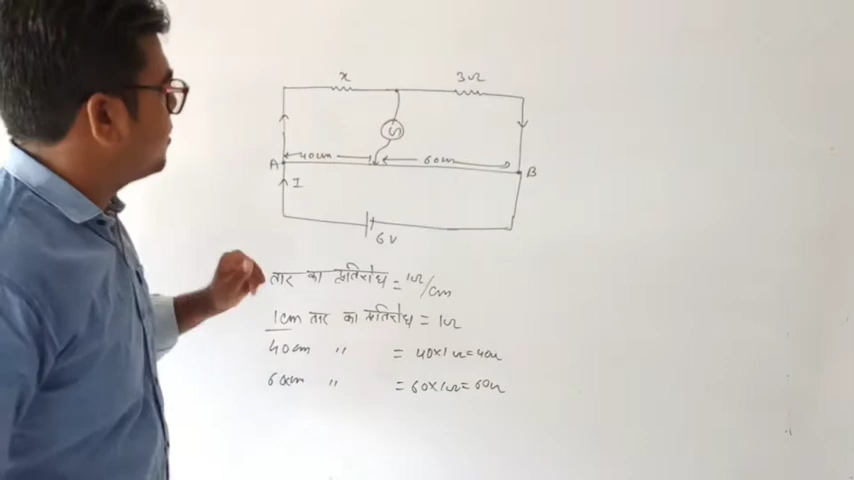 x 3Ω
G
A 40cm 60cm B
I
6V
तार का प्रतिरोध = 1Ω/cm
1cm तार का प्रतिरोध = 1Ω
40cm " = 40×1Ω=40Ω
60cm " = 60×1Ω=60Ω